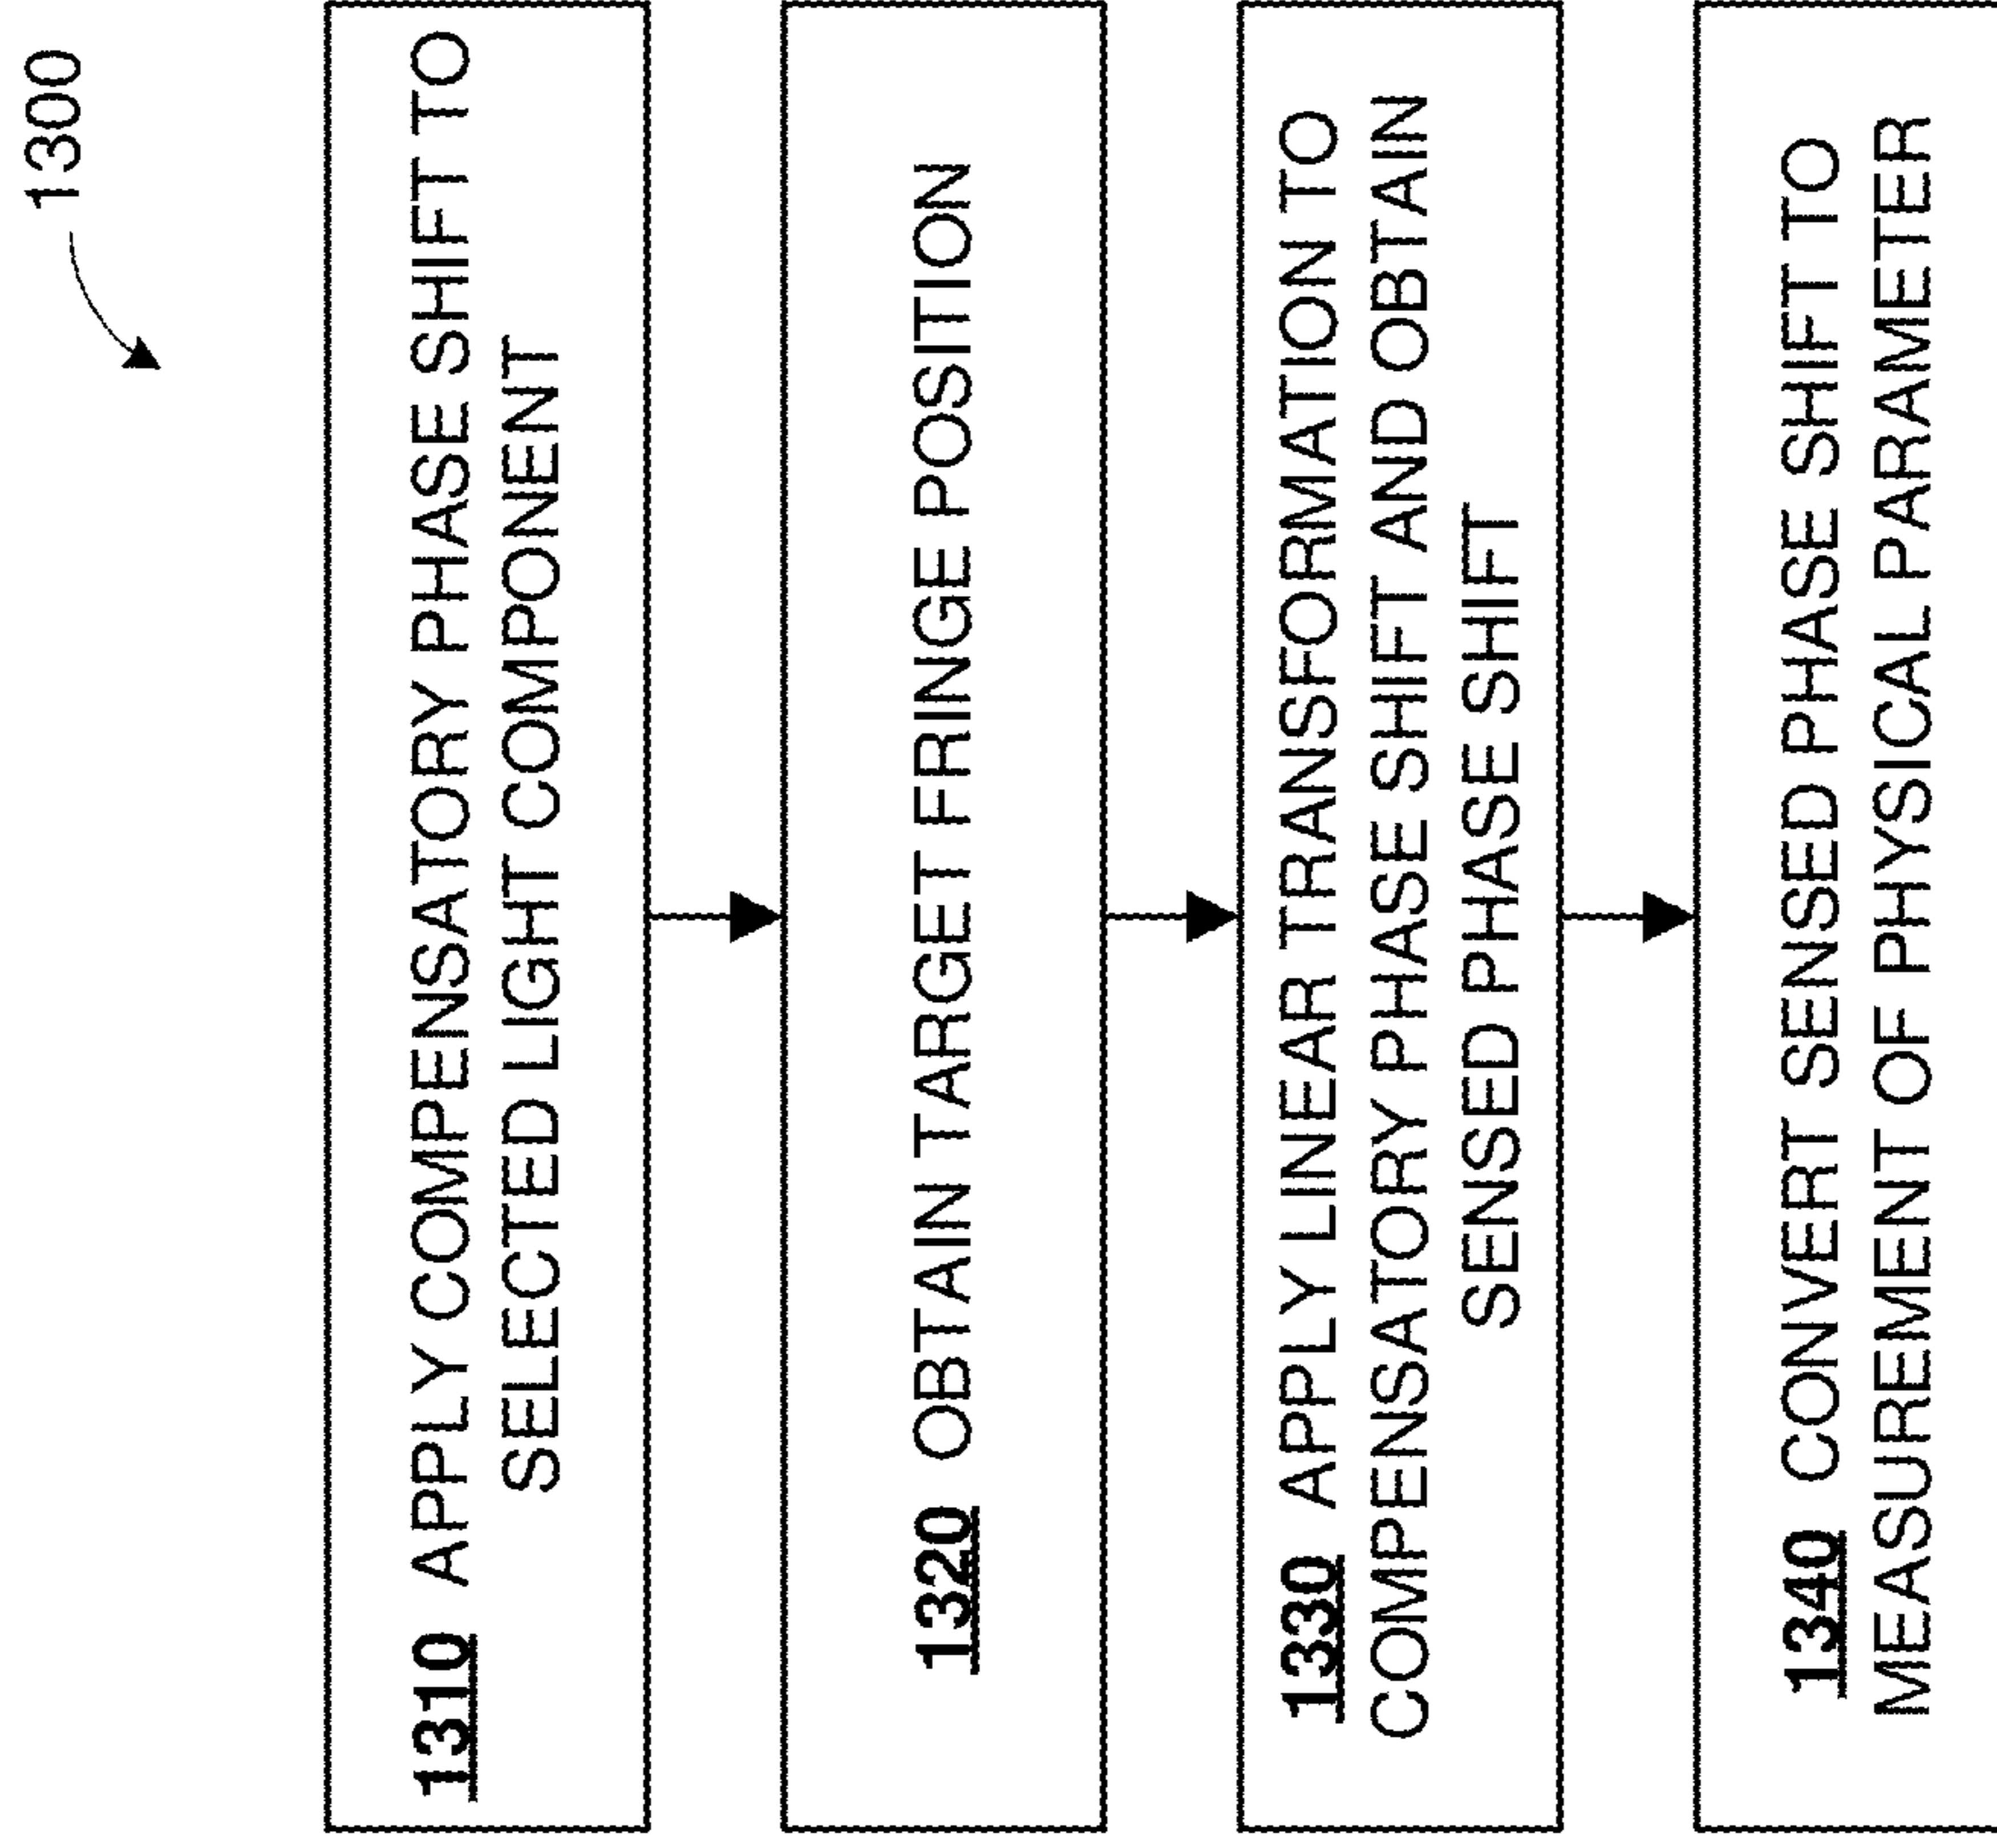 1300
1310 APPLY COMPENSATORY PHASE SHIFT TO
SELECTED LIGHT COMPONENT
1320 OBTAIN TARGET FRINGE POSITION
1330 APPLY LINEAR TRANSFORMATION TO
COMPENSATORY PHASE SHIFT AND OBTAIN
SENSED PHASE SHIFT
1340 CONVERT SENSED PHASE SHIFT TO
MEASUREMENT OF PHYSICAL PARAMETER